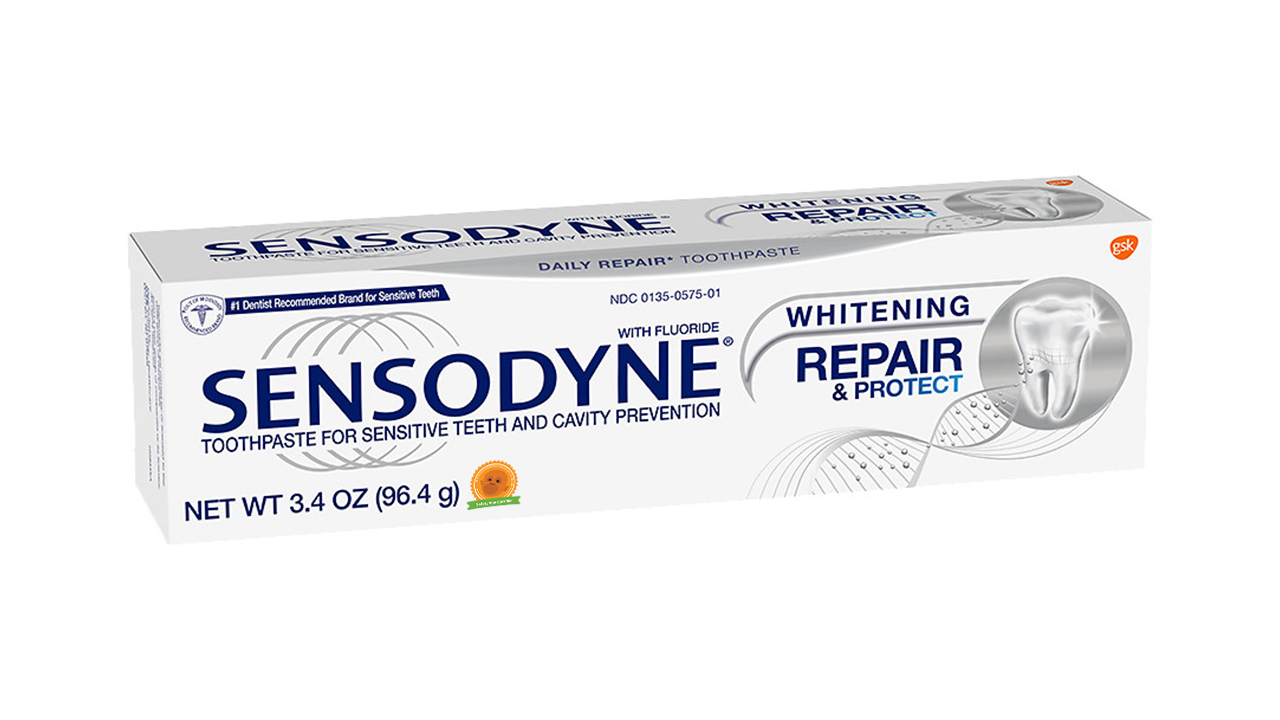 WITH FLUORIDE
SENSODYNE®
TOOTHPASTE FOR SENSITIVE TEETH AND CAVITY PREVENTION
WHITENING
REPAIR
& PROTECT
DAILY REPAIR* TOOTHPASTE
gsk
#1 Dentist Recommended Brand for Sensitive Teeth
NDC 0135-0575-01
WITH FLUORIDE
SENSODYNE®
TOOTHPASTE FOR SENSITIVE TEETH AND CAVITY PREVENTION
WHITENING
REPAIR
& PROTECT
NET WT 3.4 OZ (96.4 g)